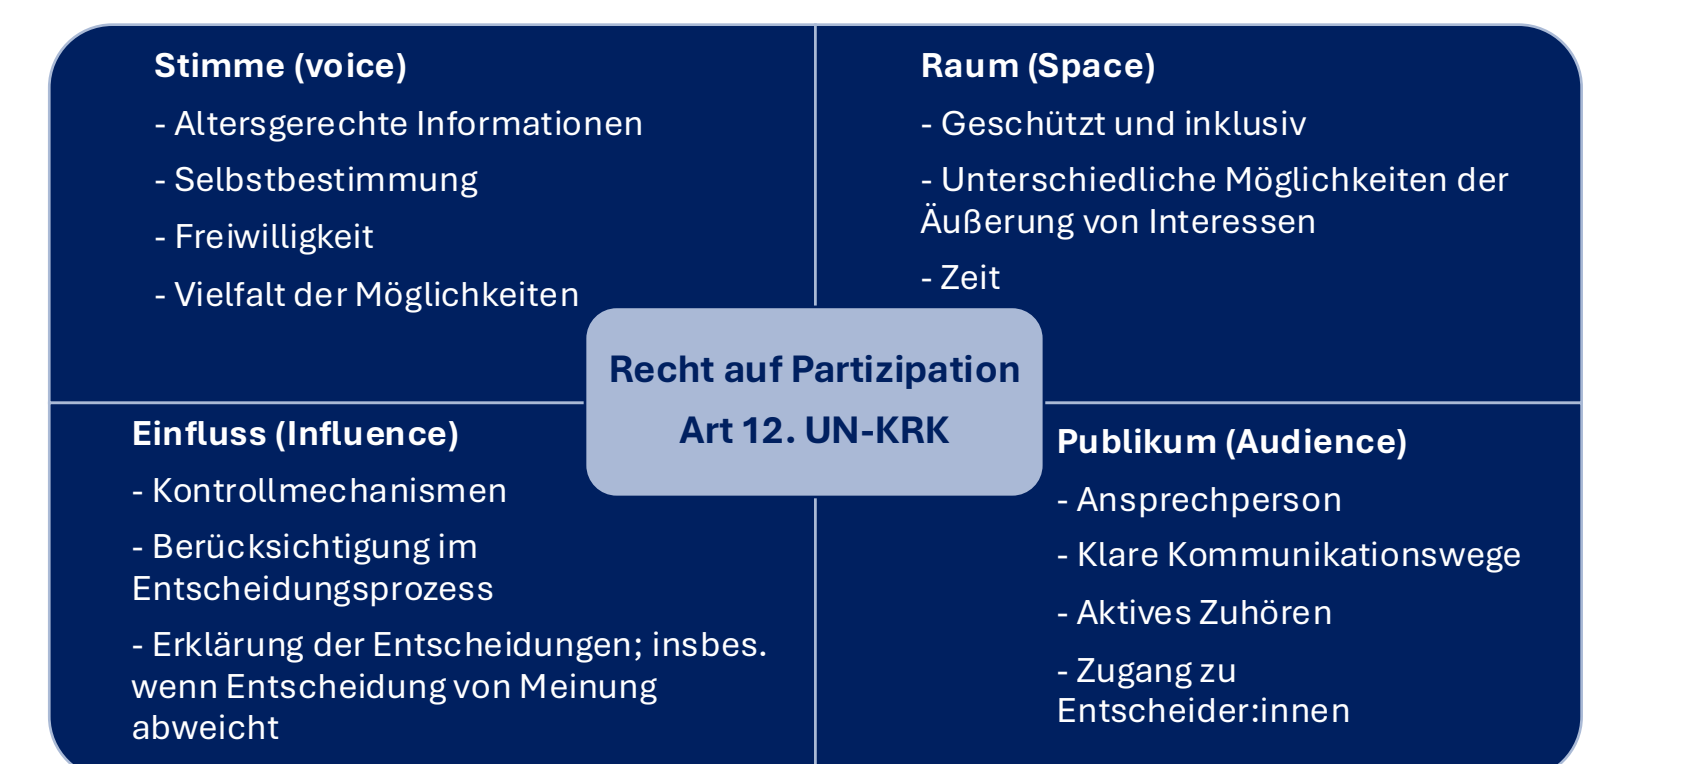 Stimme (voice)
- Altersgerechte Informationen
- Selbstbestimmung
- Freiwilligkeit
- Vielfalt der Möglichkeiten
Raum (Space)
- Geschützt und inklusiv
- Unterschiedliche Möglichkeiten der
Äußerung von Interessen
- Zeit
Recht auf Partizipation
Art 12. UN-KRK
Einfluss (Influence)
- Kontrollmechanismen
- Berücksichtigung im
Entscheidungsprozess
- Erklärung der Entscheidungen; insbes.
wenn Entscheidung von Meinung
abweicht
Publikum (Audience)
- Ansprechperson
- Klare Kommunikationswege
- Aktives Zuhören
- Zugang zu
Entscheider:innen